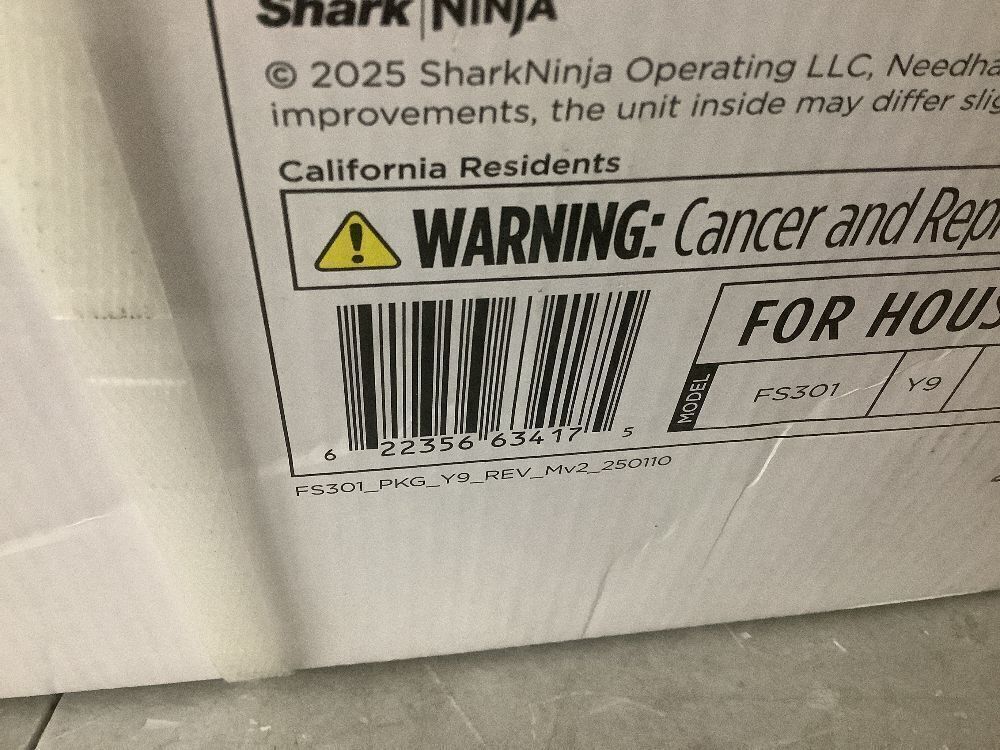 Shark NINJA
© 2025 SharkNinja Operating LLC,
improvements, the unit inside may differ
California Residents
WARNING: Cancer and
FOR
MODEL FS301 Y9
6 22356 63417 5
FS301_PKG_Y9_REV_Mv2_250110